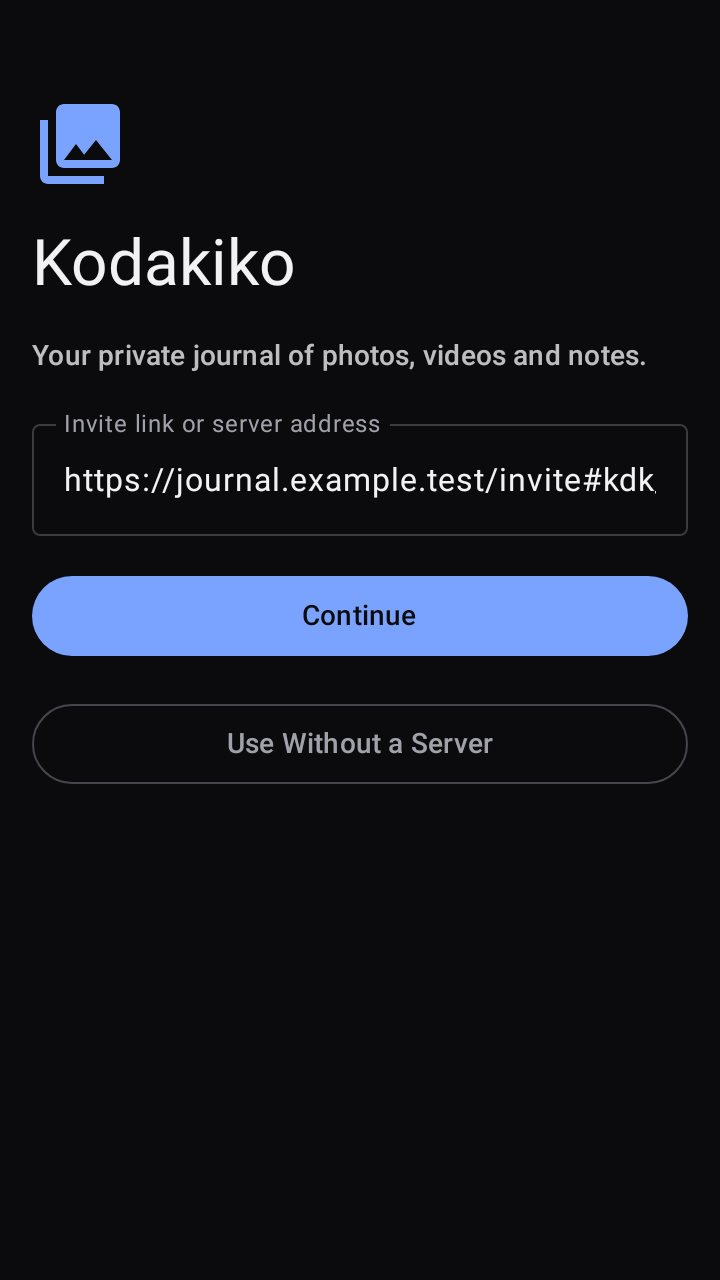 Kodakiko
Your private journal of photos, videos and notes.
Invite link or server address
https://journal.example.test/invite#kdk
Continue
Use Without a Server